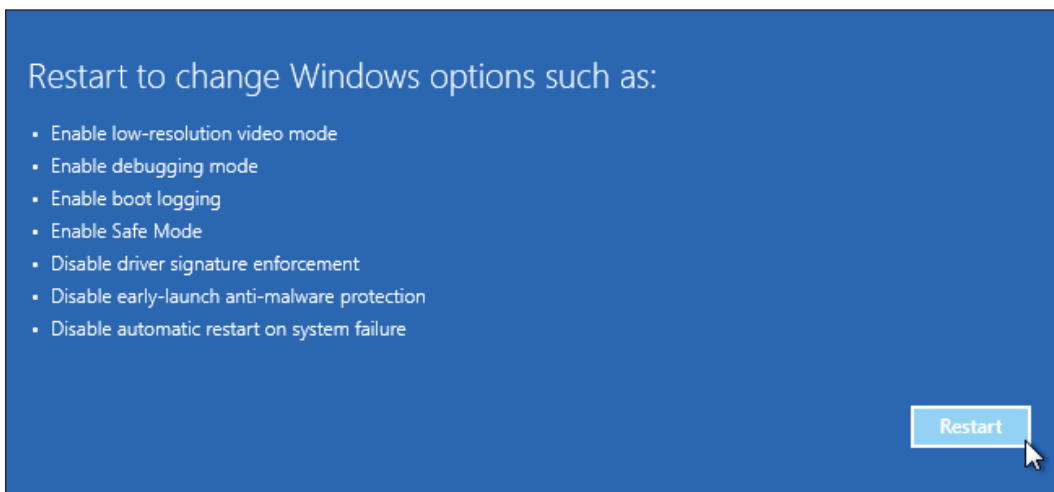 Restart to change Windows options such as:
▪ Enable low-resolution video mode
▪ Enable debugging mode
▪ Enable boot logging
▪ Enable Safe Mode
▪ Disable driver signature enforcement
▪ Disable early-launch anti-malware protection
▪ Disable automatic restart on system failure
Restart